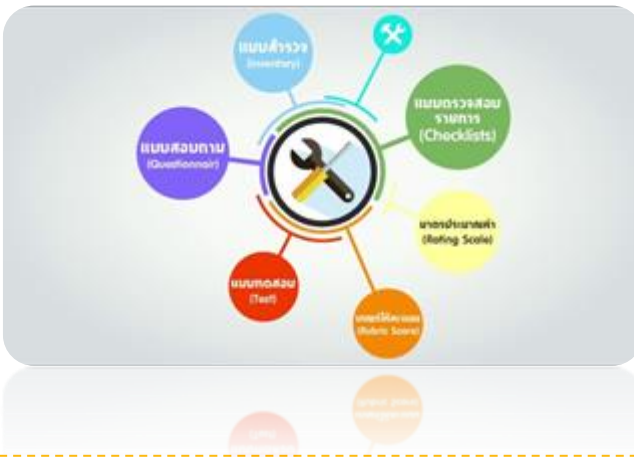 แบบสำรวจ
(Inventory)
แบบตรวจสอบ
รายการ
(Checklists)
แบบสอบถาม
(Questionnair)
มาตรประมาณค่า
(Rating Scale)
แบบทดสอบ
(Test)
เกณฑ์ให้คะแนน
(Rubric Score)